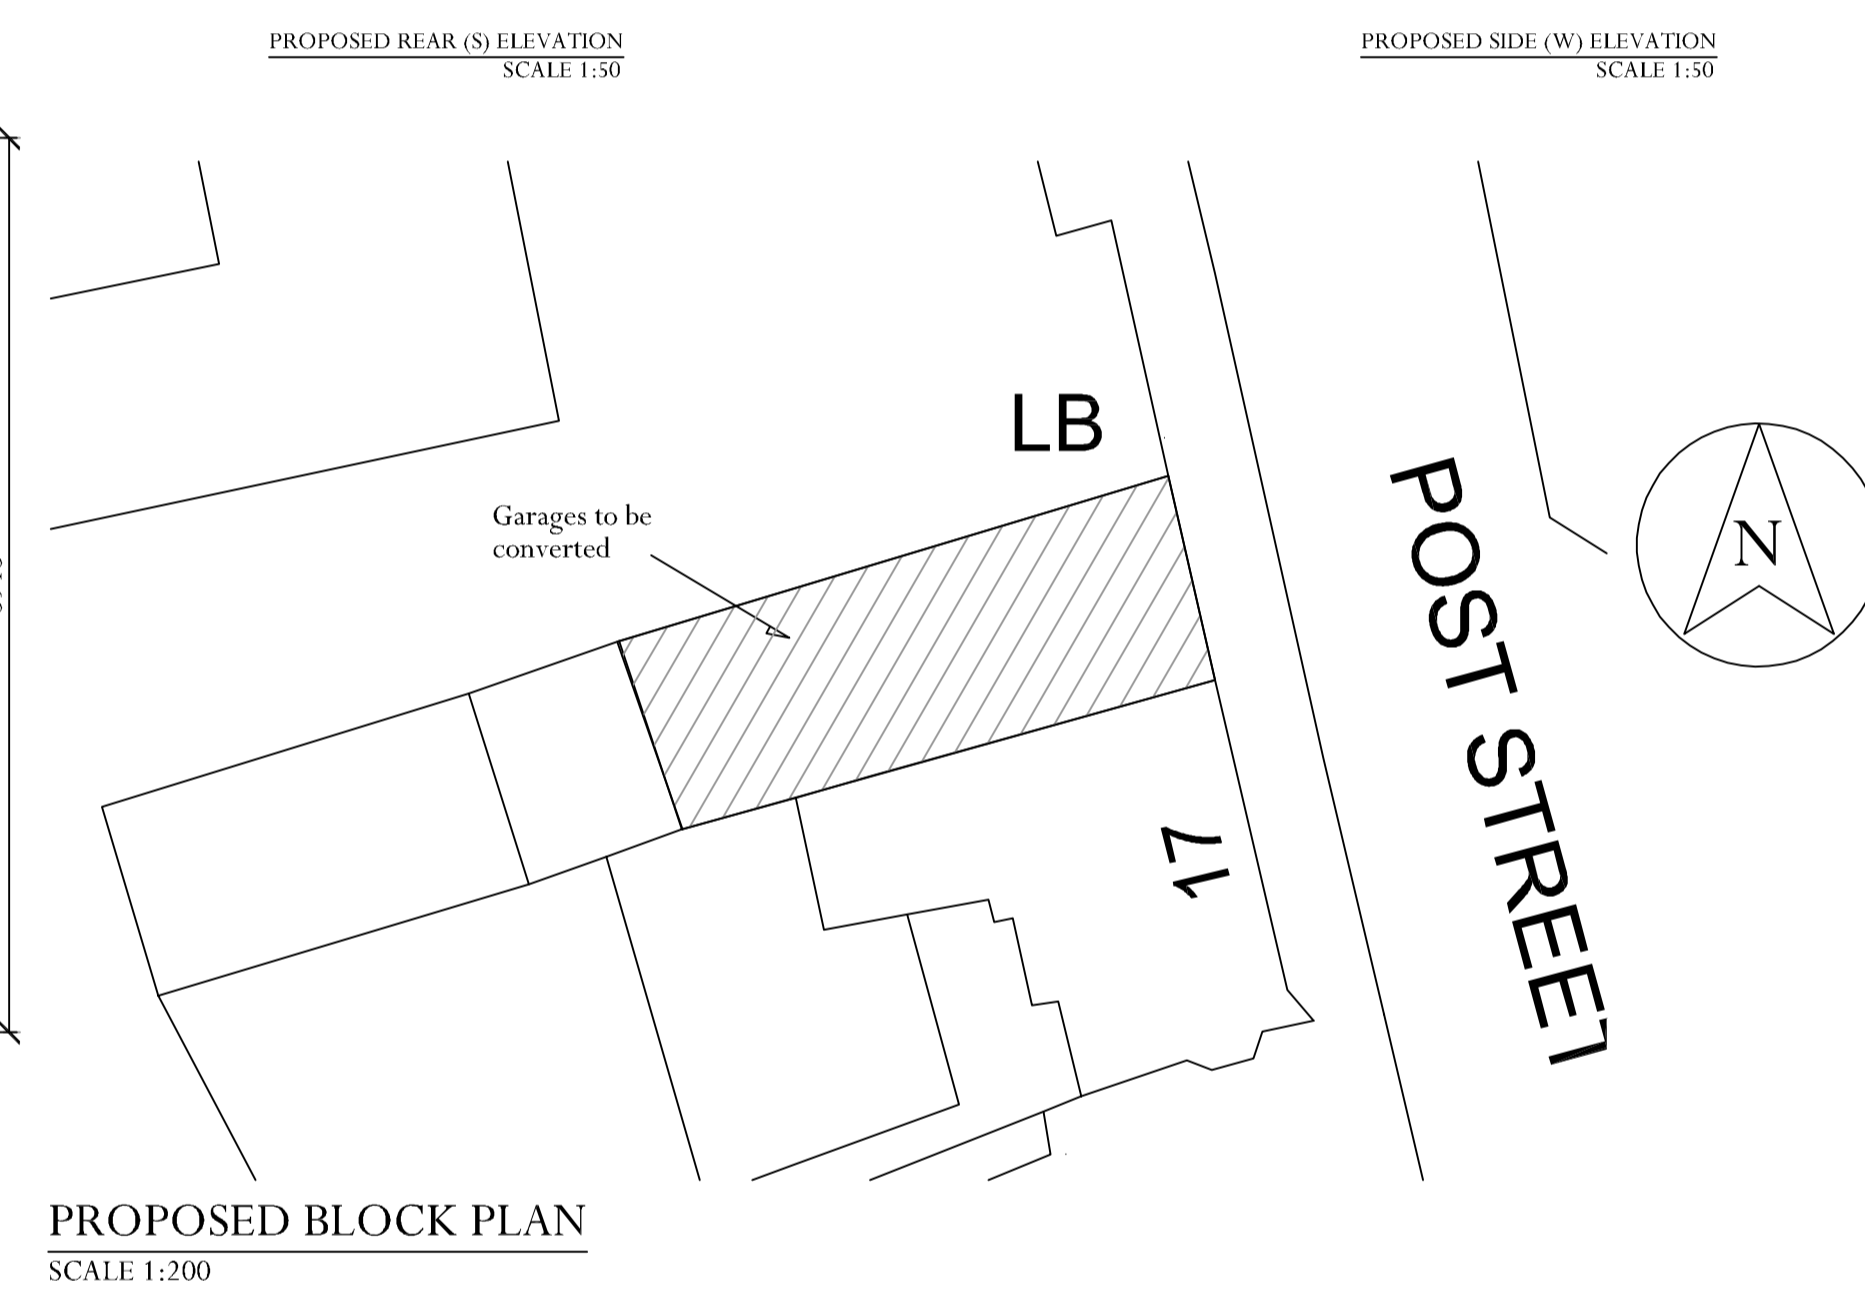 PROPOSED REAR (S) ELEVATION
SCALE 1:50
PROPOSED SIDE (W) ELEVATION
SCALE 1:50
LB
Garages to be
converted
POST STREET
N
17
PROPOSED BLOCK PLAN
SCALE 1:200